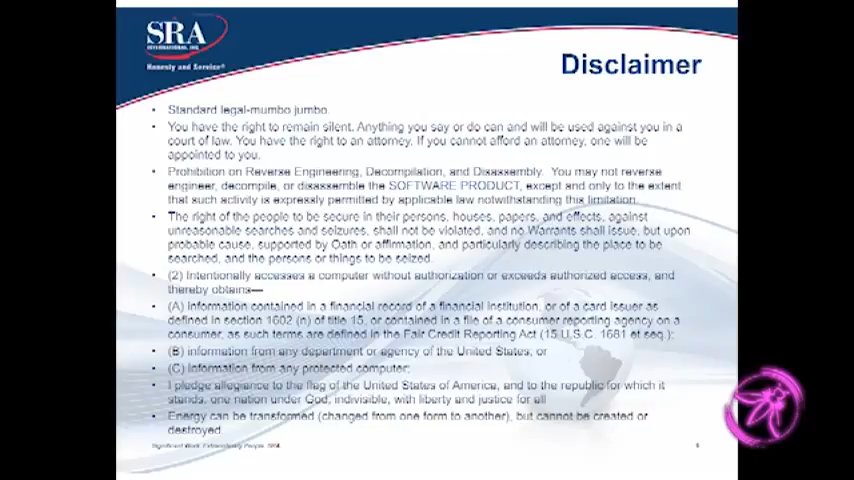 SRA
INTERNATIONAL, INC.
Honesty and Service®
Disclaimer
• Standard legal-mumbo jumbo.
• You have the right to remain silent. Anything you say or do can and will be used against you in a
court of law. You have the right to an attorney. If you cannot afford an attorney, one will be
appointed to you.
• Prohibition on Reverse Engineering, Decompilation, and Disassembly. You may not reverse
engineer, decompile, or disassemble the SOFTWARE PRODUCT, except and only to the extent
that such activity is expressly permitted by applicable law notwithstanding this limitation.
• The right of the people to be secure in their persons, houses, papers, and effects, against
unreasonable searches and seizures, shall not be violated, and no Warrants shall issue, but upon
probable cause, supported by Oath or affirmation, and particularly describing the place to be
searched, and the persons or things to be seized.
• (2) Intentionally accesses a computer without authorization or exceeds authorized access, and
thereby obtains—
• (A) Information contained in a financial record of a financial institution, or of a card issuer as
defined in section 1602 (n) of title 15, or contained in a file of a consumer reporting agency on a
consumer, as such terms are defined in the Fair Credit Reporting Act (15 U.S.C. 1681 et seq.);
• (B) information from any department or agency of the United States; or
• (C) Information from any protected computer;
• I pledge allegiance to the flag of the United States of America, and to the republic for which it
stands, one nation under God, indivisible, with liberty and justice for all
• Energy can be transformed (changed from one form to another), but cannot be created or
destroyed.
Significant Work. Extraordinary People. SRA.